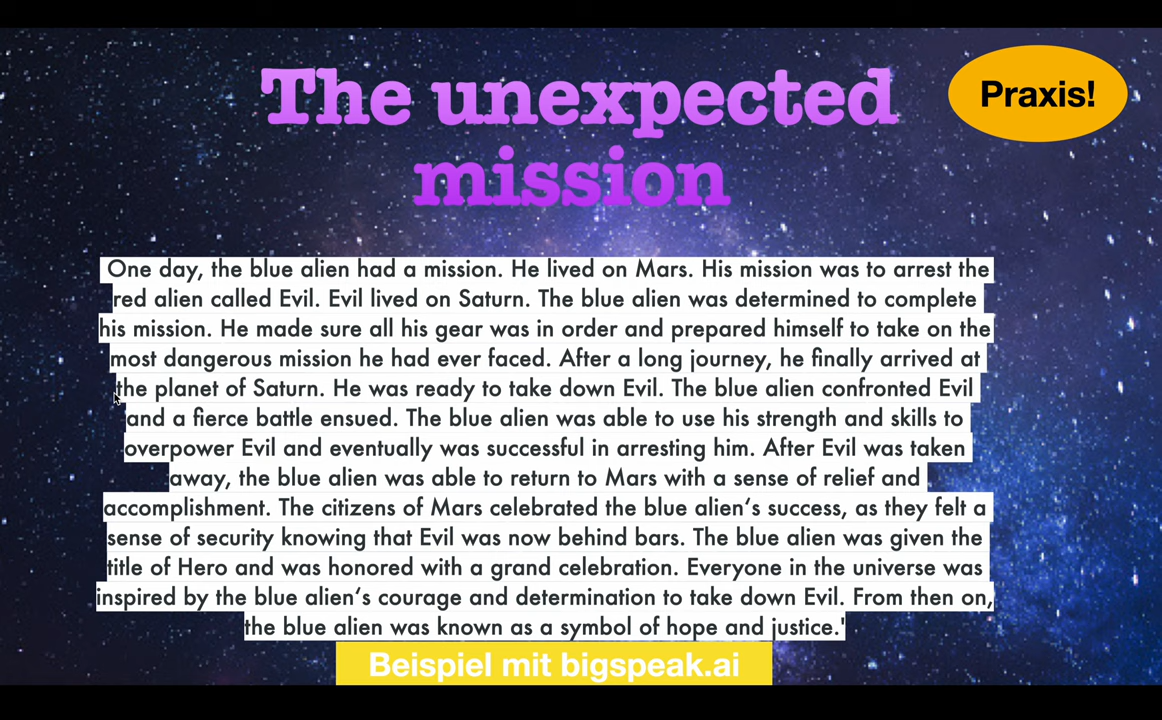 The unexpected
mission
Praxis!
One day, the blue alien had a mission. He lived on Mars. His mission was to arrest the
red alien called Evil. Evil lived on Saturn. The blue alien was determined to complete
his mission. He made sure all his gear was in order and prepared himself to take on the
most dangerous mission he had ever faced. After a long journey, he finally arrived at
the planet of Saturn. He was ready to take down Evil. The blue alien confronted Evil
and a fierce battle ensued. The blue alien was able to use his strength and skills to
overpower Evil and eventually was successful in arresting him. After Evil was taken
away, the blue alien was able to return to Mars with a sense of relief and
accomplishment. The citizens of Mars celebrated the blue alien‘s success, as they felt a
sense of security knowing that Evil was now behind bars. The blue alien was given the
title of Hero and was honored with a grand celebration. Everyone in the universe was
inspired by the blue alien‘s courage and determination to take down Evil. From then on,
the blue alien was known as a symbol of hope and justice.'
Beispiel mit bigspeak.ai